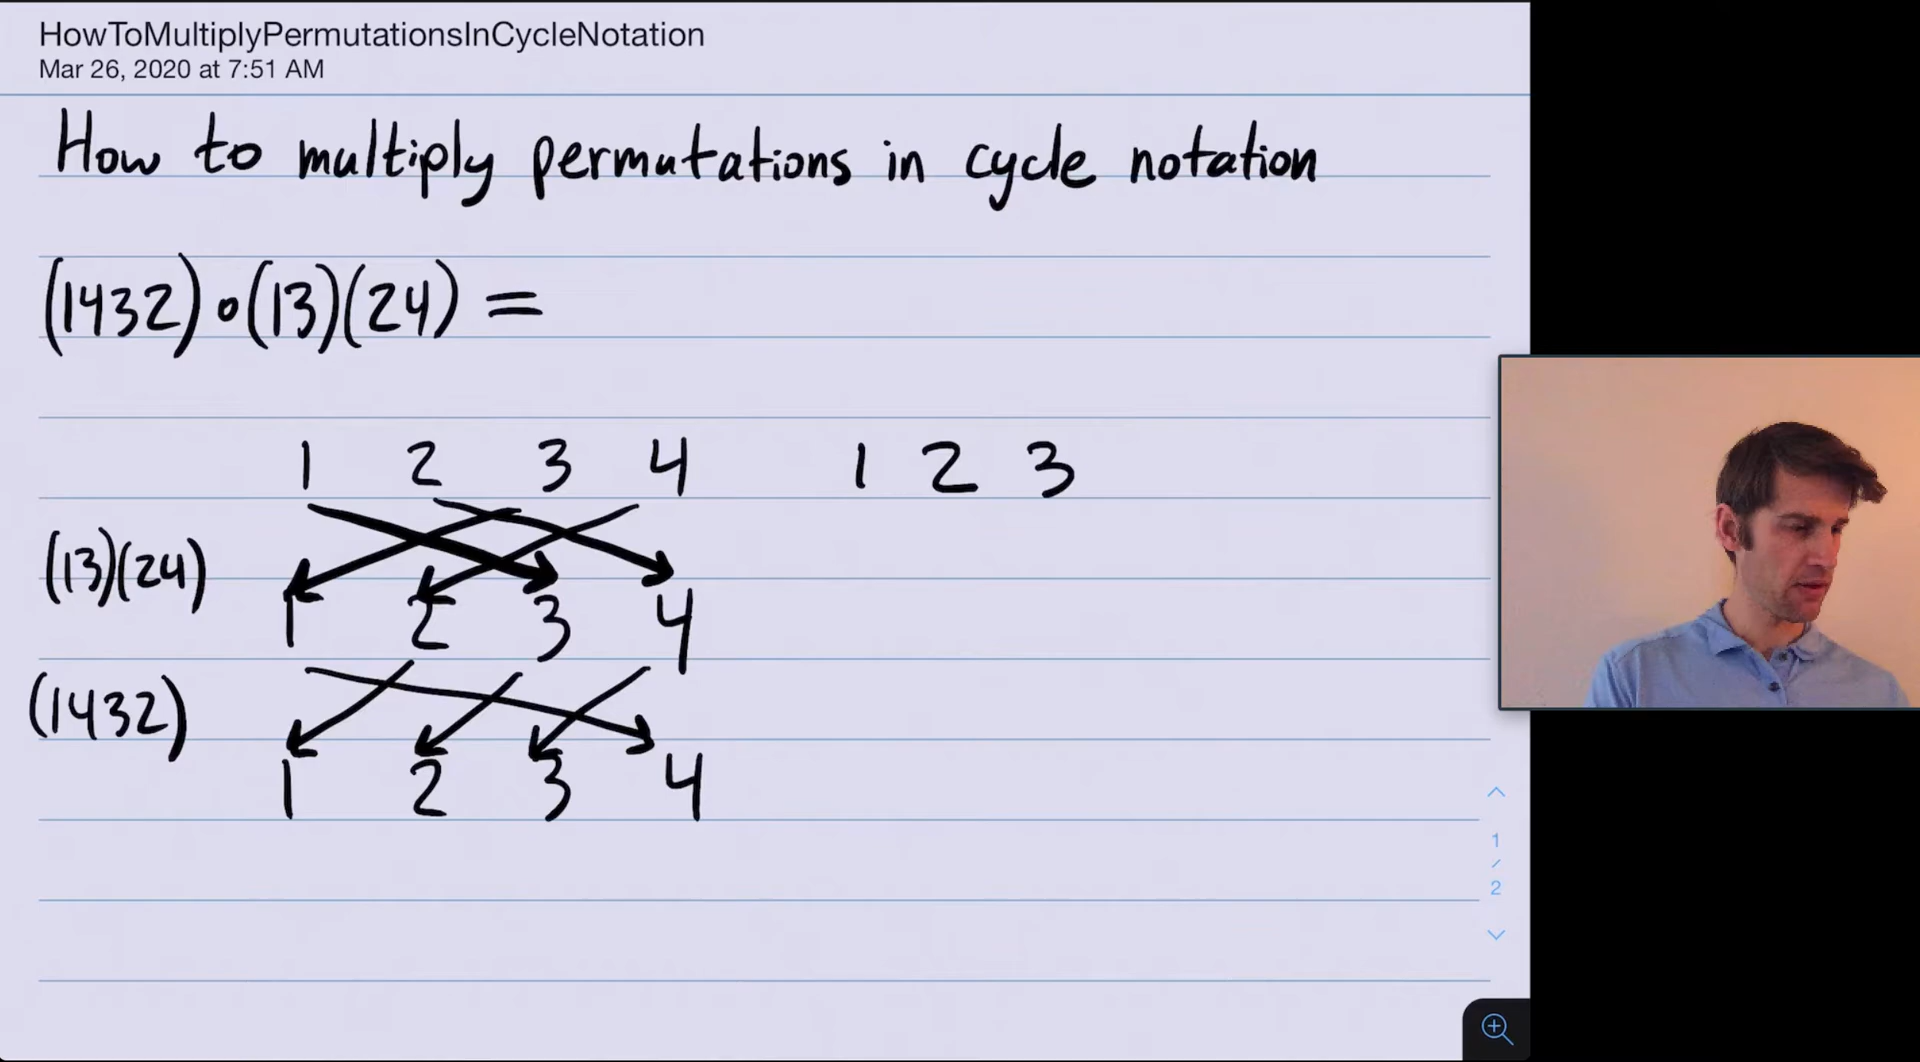 HowToMultiplyPermutationsInCycleNotation
Mar 26, 2020 at 7:51 AM
How to multiply permutations in cycle notation
(1432)∘(13)(24) =
1 2 3 4 1 2 3
(13)(24)
1 2 3 4
(1432)
1 2 3 4
1
/
2